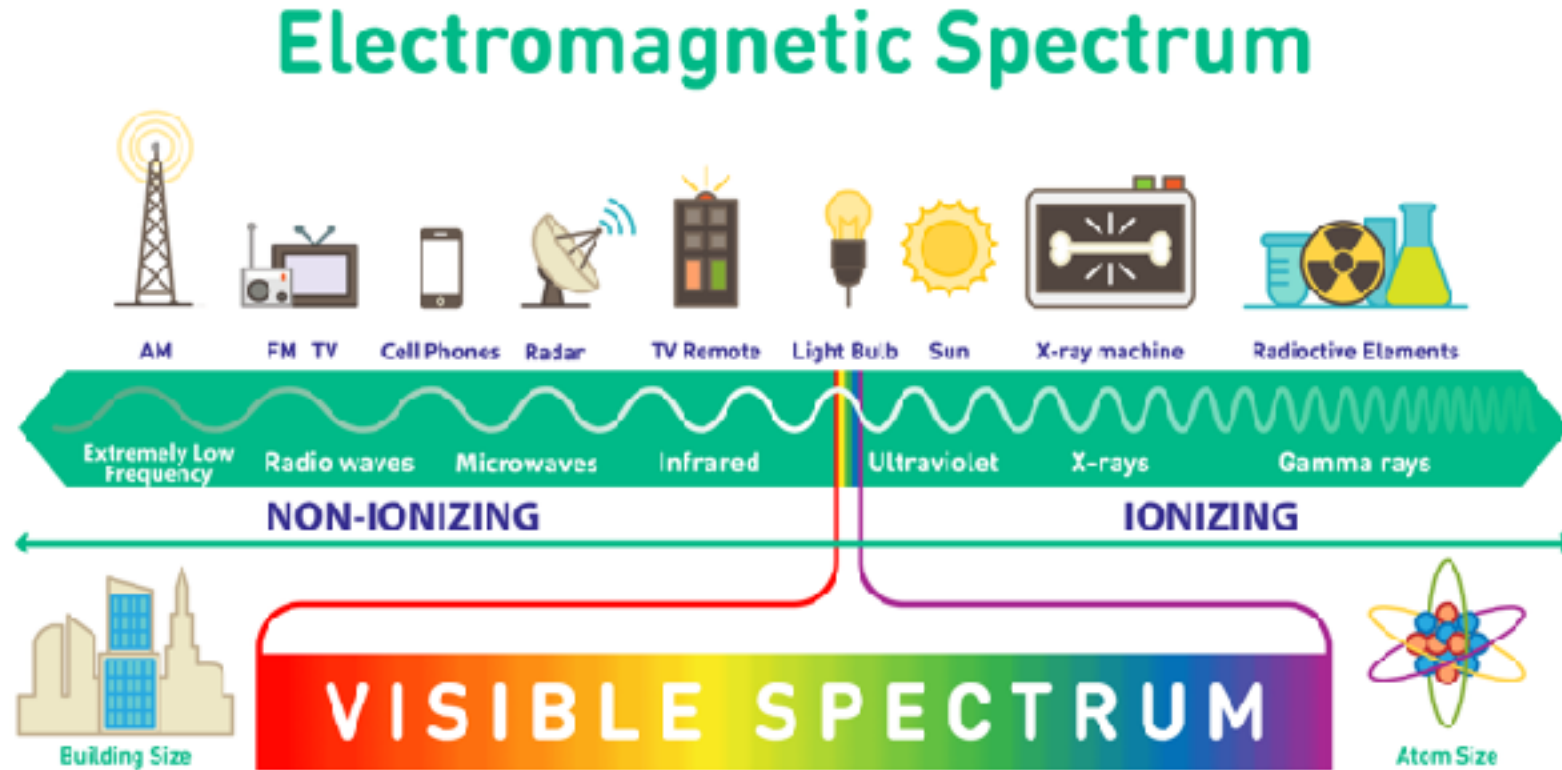 Electromagnetic Spectrum
AM FM TV Cell Phones Radar TV Remote Light Bulb Sun X-ray machine Radioctive Elements
Extremely Low
Frequency Radio waves Microwaves Infrared Ultraviolet X-rays Gamma rays
NON-IONIZING IONIZING
VISIBLE SPECTRUM
Building Size Atom Size